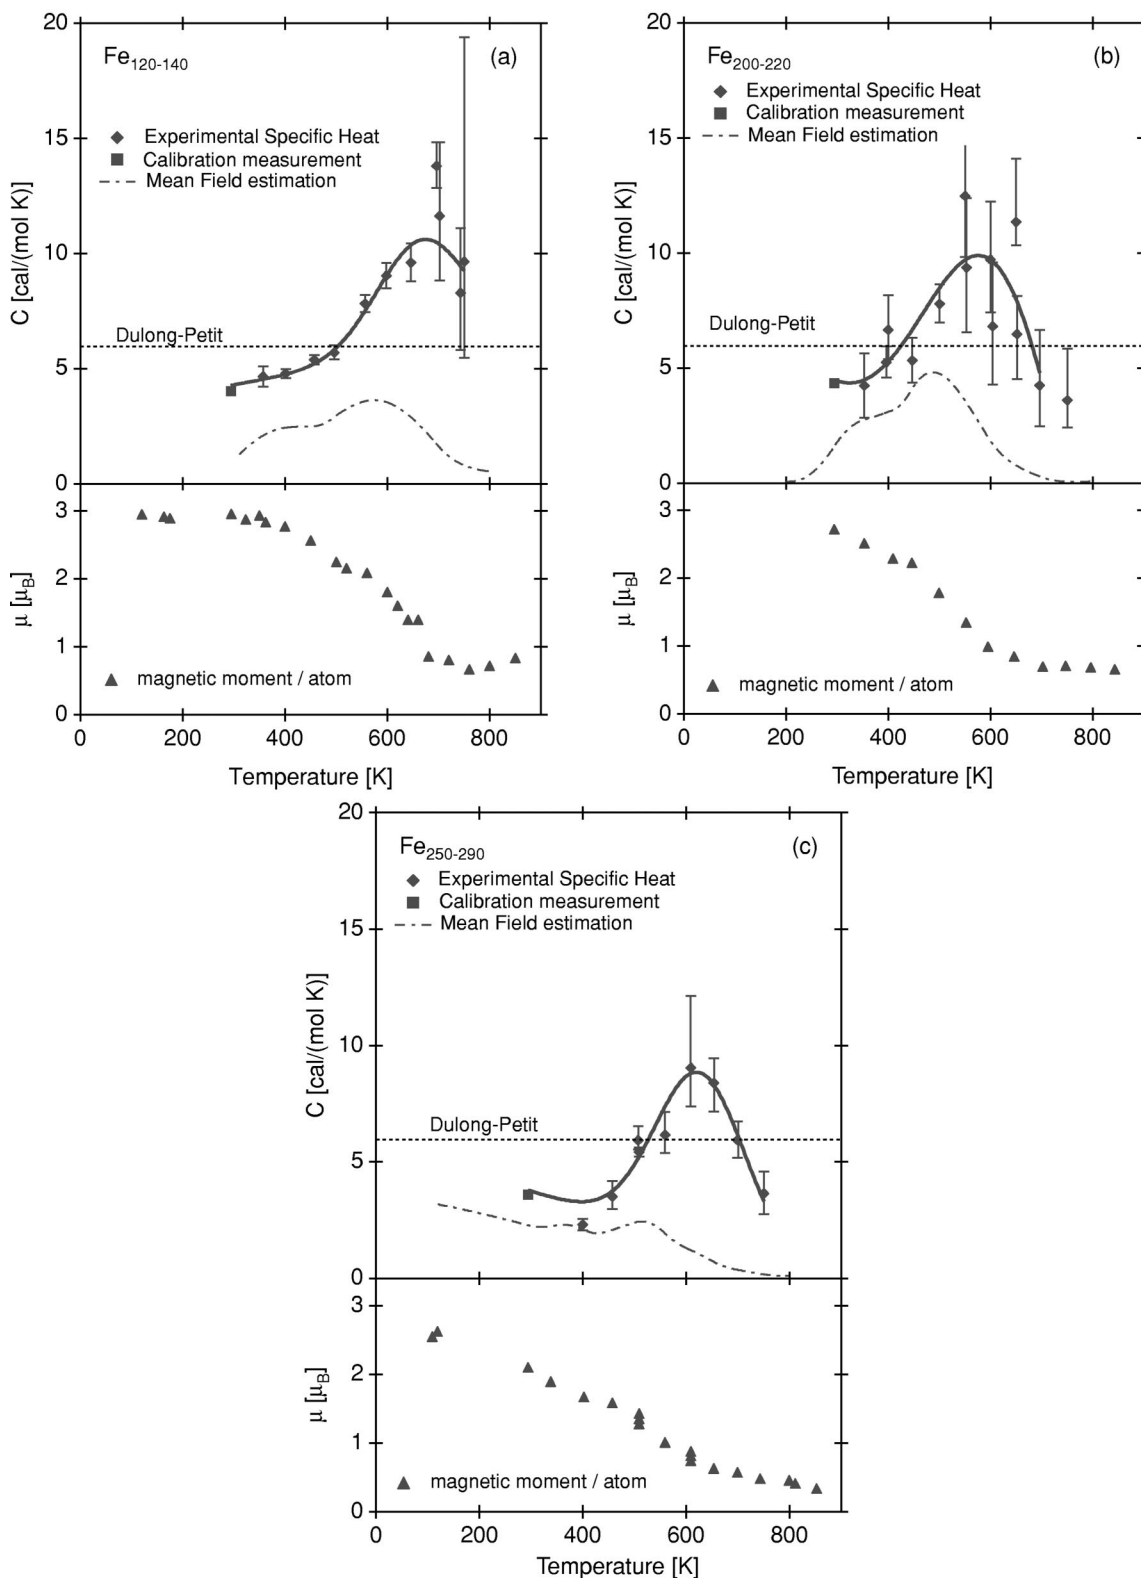 20
15
10
5
0
C [cal/(mol K)]
Fe120-140
(a)
Experimental Specific Heat
Calibration measurement
Mean Field estimation
Dulong-Petit
3
2
1
0
μ [μB]
magnetic moment / atom
0 200 400 600 800
Temperature [K]
20
15
10
5
0
C [cal/(mol K)]
Fe200-220
(b)
Experimental Specific Heat
Calibration measurement
Mean Field estimation
Dulong-Petit
3
2
1
0
μ [μB]
magnetic moment / atom
0 200 400 600 800
Temperature [K]
20
15
10
5
0
C [cal/(mol K)]
Fe250-290
(c)
Experimental Specific Heat
Calibration measurement
Mean Field estimation
Dulong-Petit
3
2
1
0
μ [μB]
magnetic moment / atom
0 200 400 600 800
Temperature [K]